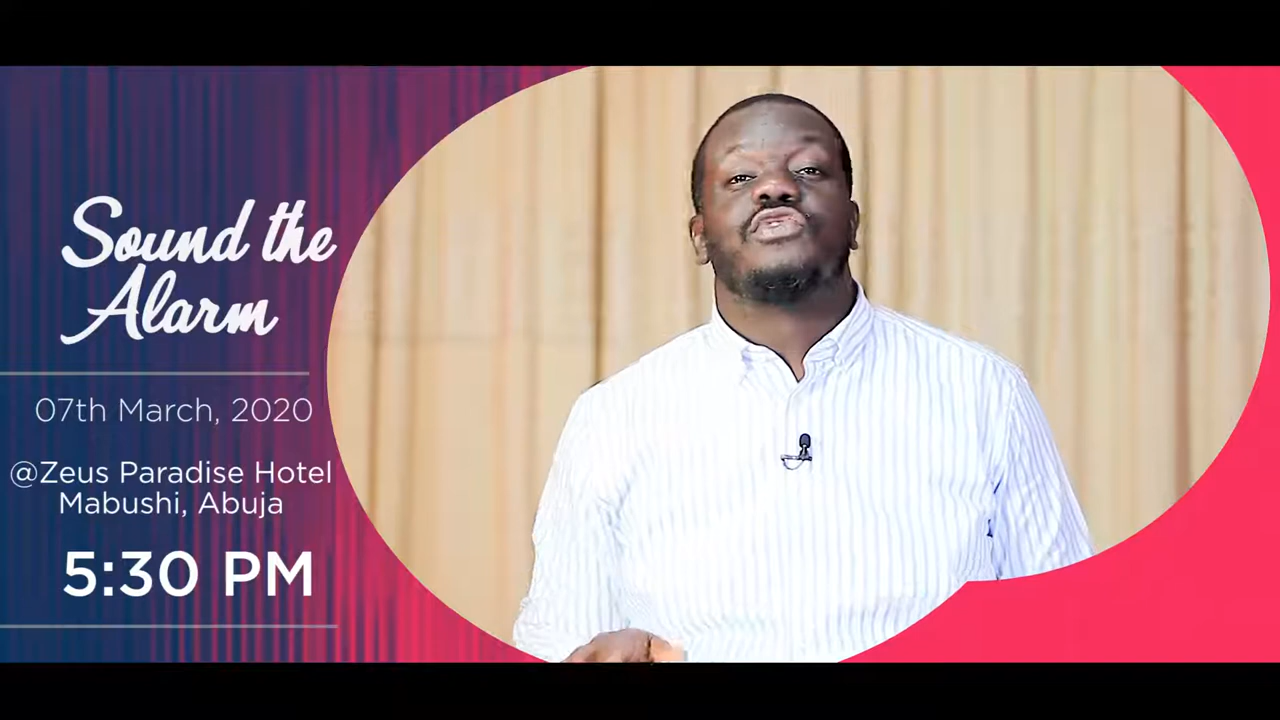 Sound the
Alarm
07th March, 2020
@Zeus Paradise Hotel
Mabushi, Abuja
5:30 PM